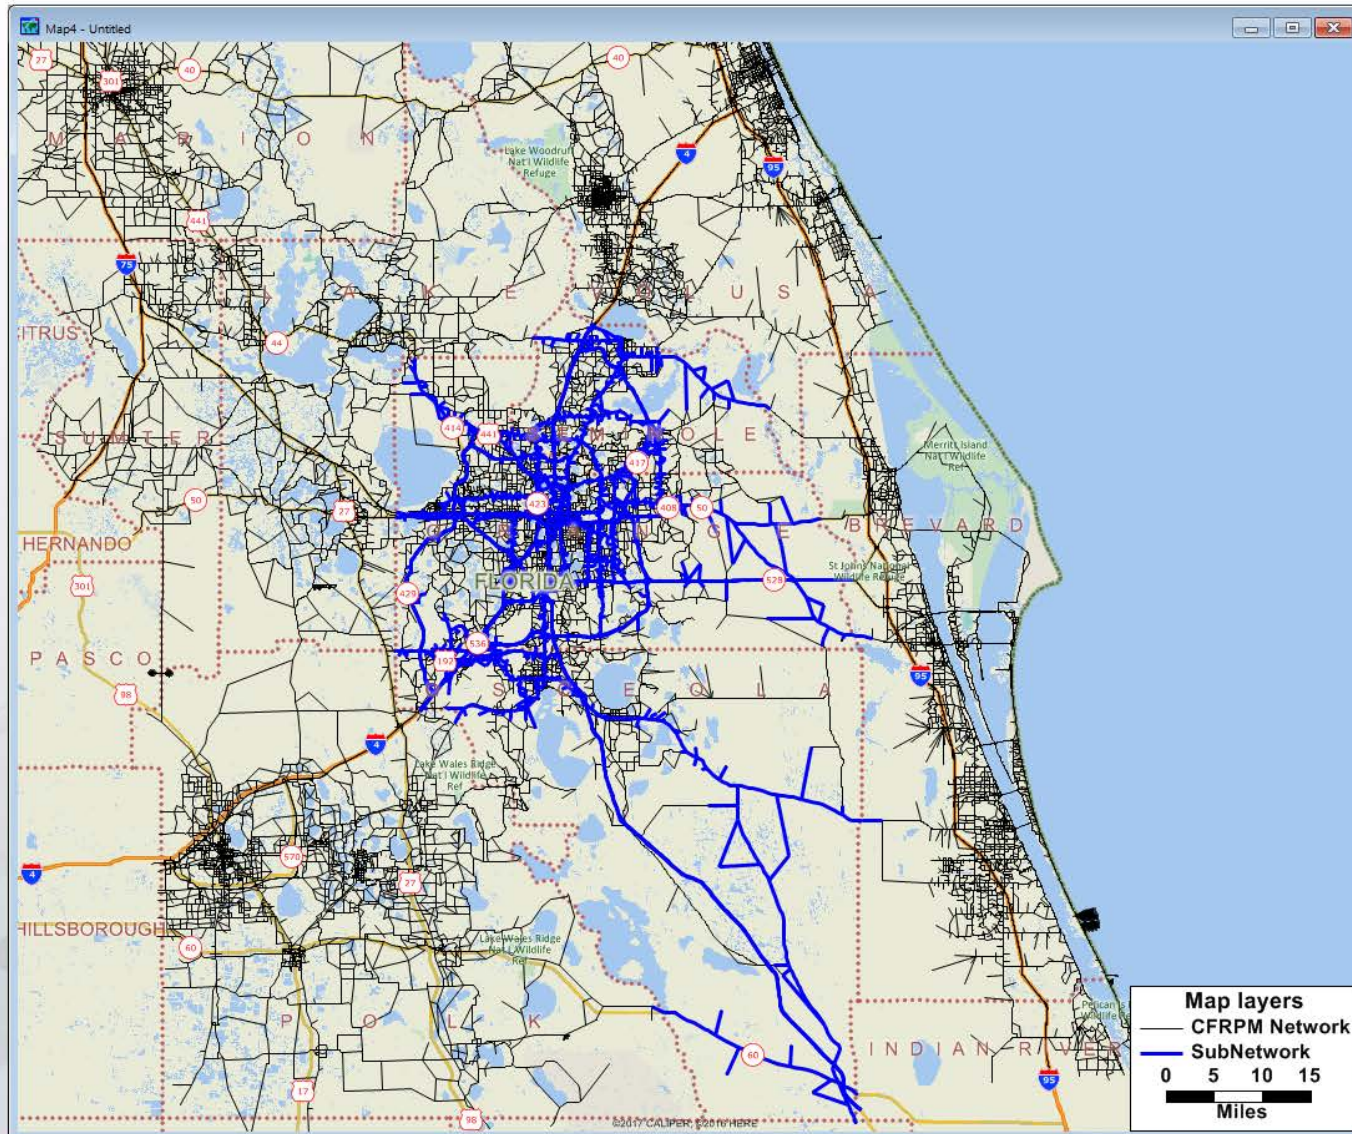 Map4 - Untitled
27
301
40
40
M A R I O N
Lake Woodruff
Nat'l Wildlife
Refuge
4
95
441
75
L A K E
V O L U S I A
CITRUS
44
S U M T E R
414
441
S E M I N O L E
417
Merritt Island
Nat'l Wildlife
Ref
50
27
423
408
50
O R A N G E
B R E V A R D
HERNANDO
301
FLORIDA
St Johns National
Wildlife Refuge
528
429
536
192
P A S C O
98
O S C E O L A
95
4
Lake Wales Ridge
Nat'l Wildlife
Ref
570
4
27
HILLSBOROUGH
60
Lake Wales Ridge
Nat'l Wildlife
Ref
P O L K
60
I N D I A N R I V E R
95
17
98
©2017 CALIPER; ©2016 HERE
Map layers
CFRPM Network
SubNetwork
0 5 10 15
Miles